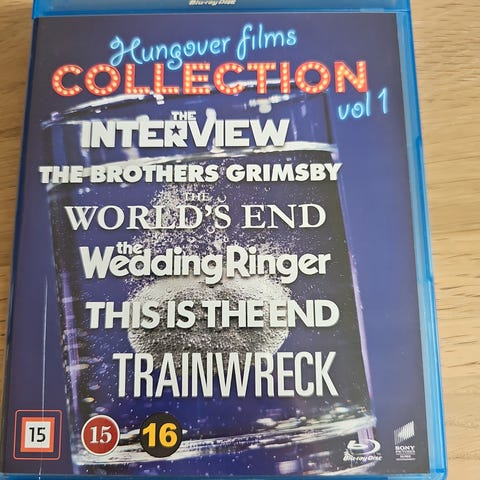 Blu-ray Disc
Hungover films
COLLECTION
vol 1
THE
INTERVIEW
THE BROTHERS GRIMSBY
THE
WORLD'S END
the
Wedding Ringer
THIS IS THE END
TRAINWRECK
15
15
16
Blu-ray Disc
SONY
PICTURES